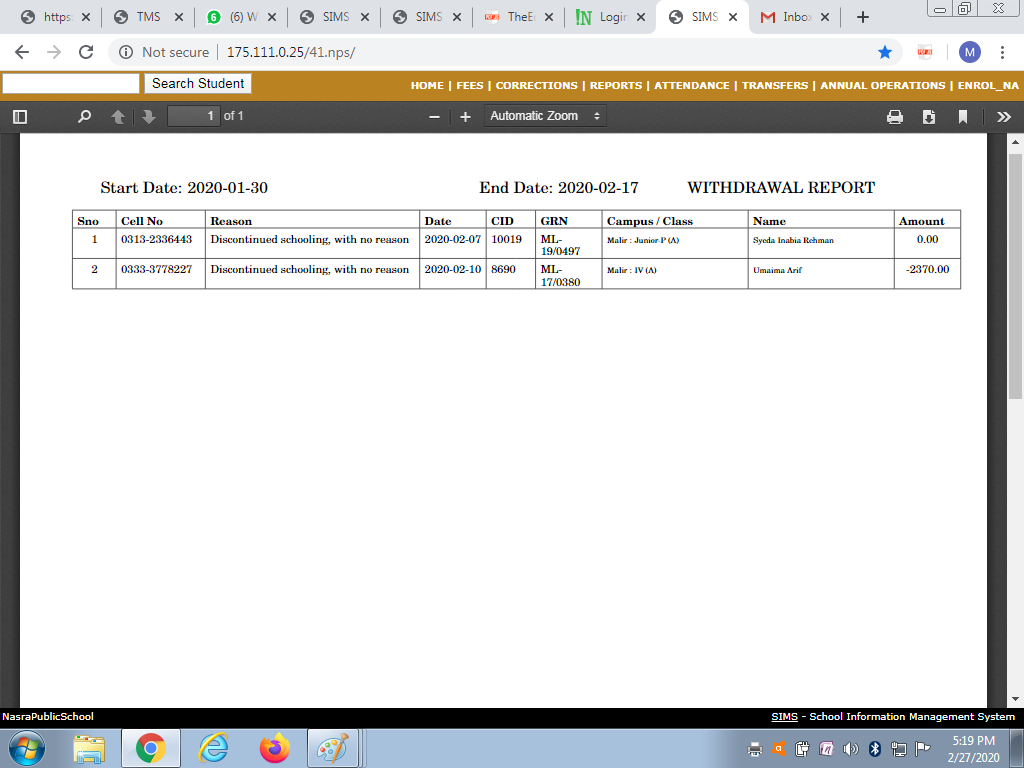 https
TMS
(6) W
SIMS
SIMS
TheE
Login
SIMS
Inbo
Not secure | 175.111.0.25/41.nps/
M
Search Student
HOME | FEES | CORRECTIONS | REPORTS | ATTENDANCE | TRANSFERS | ANNUAL OPERATIONS | ENROL_NA
1 of 1
Automatic Zoom
Start Date: 2020-01-30 End Date: 2020-02-17 WITHDRAWAL REPORT
Sno Cell No Reason Date CID GRN Campus / Class Name Amount
1 0313-2336443 Discontinued schooling, with no reason 2020-02-07 10019 ML-19/0497 Malir : Junior-P (A) Syeda Inabia Rehman 0.00
2 0333-3778227 Discontinued schooling, with no reason 2020-02-10 8690 ML-17/0380 Malir : IV (A) Umaima Arif -2370.00
NasraPublicSchool
SIMS - School Information Management System
5:19 PM
2/27/2020